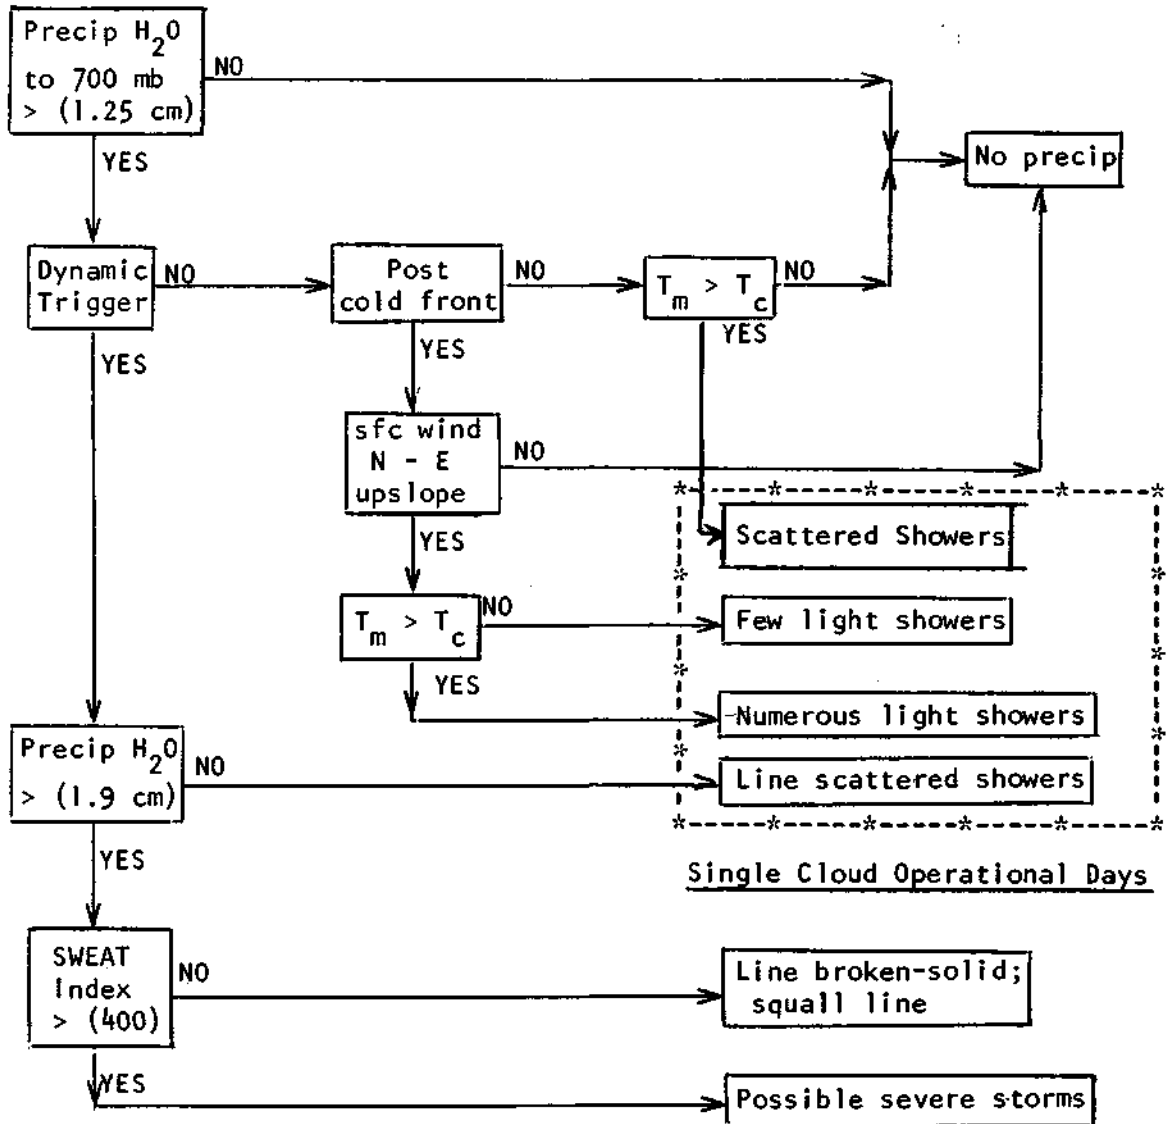 Precip H2O
to 700 mb
> (1.25 cm)
NO
YES
No precip
Dynamic
Trigger
NO
YES
Post
cold front
NO
YES
Tm > Tc
NO
YES
sfc wind
N - E
upslope
NO
YES
Scattered Showers
Tm > Tc
NO
YES
Few light showers
Numerous light showers
Precip H2O
> (1.9 cm)
NO
YES
Line scattered showers
Single Cloud Operational Days
SWEAT
Index
> (400)
NO
YES
Line broken-solid;
squall line
Possible severe storms